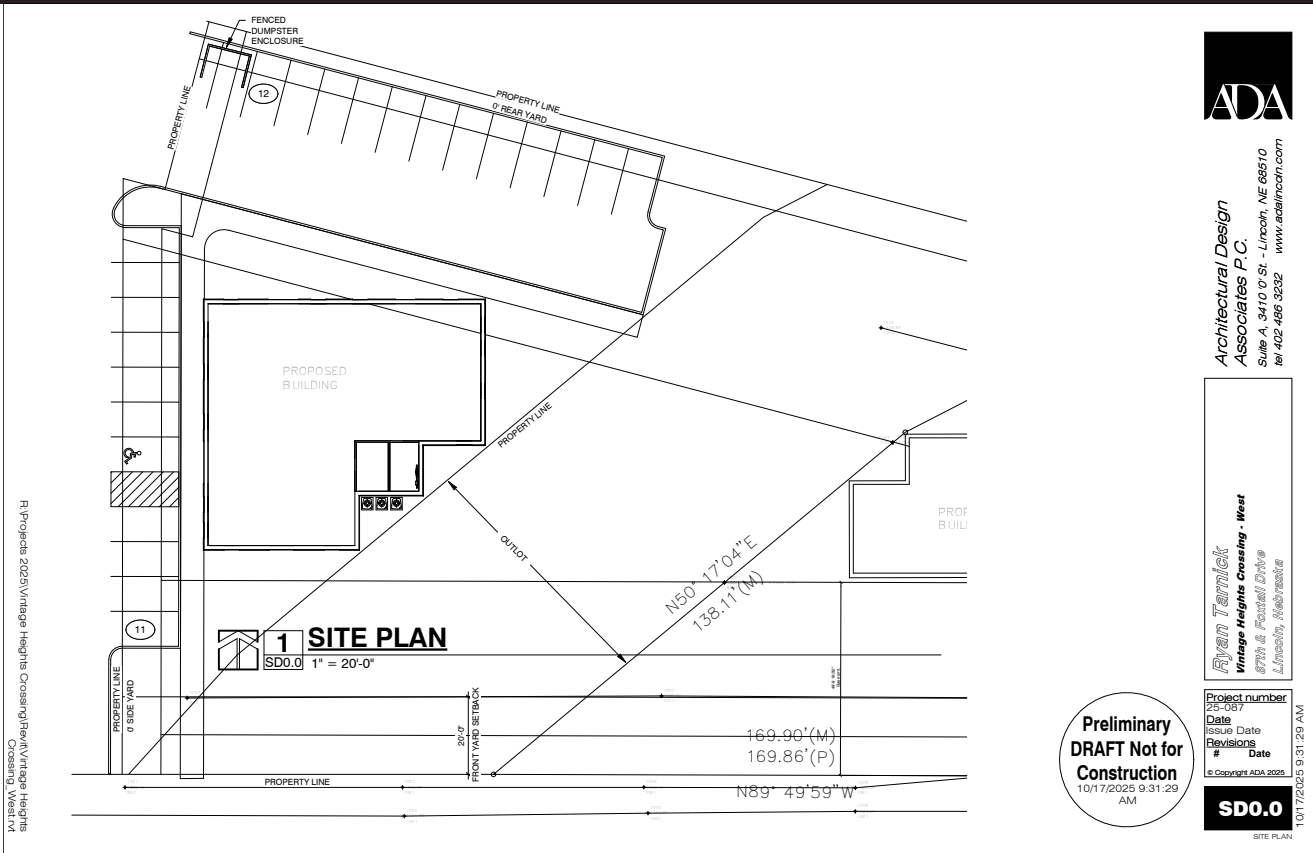 FENCED
DUMPSTER
ENCLOSURE
12
PROPERTY LINE
PROPERTY LINE
0' REAR YARD
PROPOSED
BUILDING
PROPERTY LINE
OUTLOT
N50° 17'04"E
138.11'(M)
11
1
SD0.0
SITE PLAN
1" = 20'-0"
PROPERTY LINE
0' SIDE YARD
20'-0"
FRONT YARD SETBACK
PROPERTY LINE
169.90'(M)
169.86'(P)
N89° 49'59"W
R:\Projects 2025\Vintage Heights Crossing\Revit\Vintage Heights
Crossing_West.rvt
Preliminary
DRAFT Not for
Construction
10/17/2025 9:31:29
AM
ADA
Architectural Design
Associates P.C.
Suite A, 3410 'O' St. - Lincoln, NE 68510
tel 402 486 3232 www.adalincoln.com
Ryan Tarnick
Vintage Heights Crossing - West
87th & Foxtail Drive
Lincoln, Nebraska
Project number
25-087
Date
Issue Date
Revisions
# Date
© Copyright ADA 2025
SD0.0
SITE PLAN
10/17/2025 9:31:29 AM